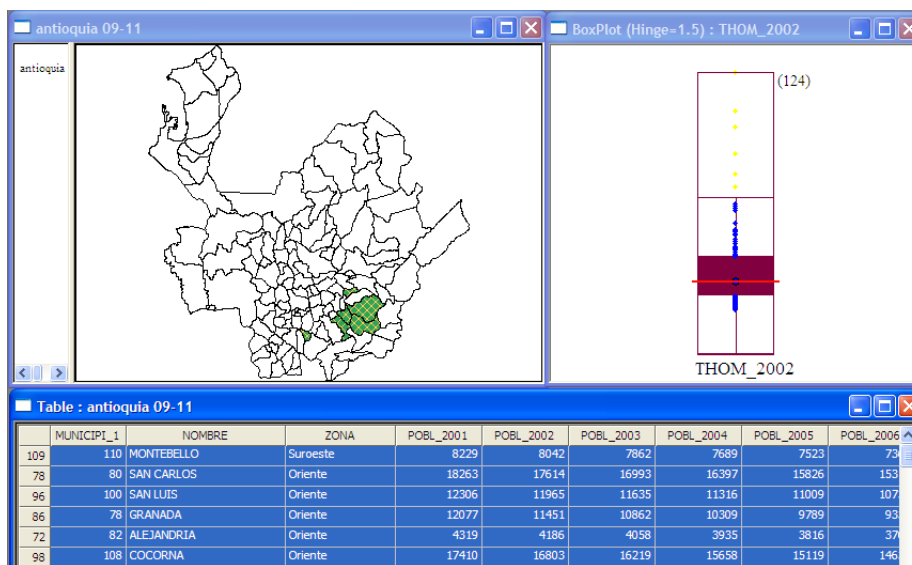 antioquia 09-11
antioquia
BoxPlot (Hinge=1.5) : THOM_2002
(124)
THOM_2002
Table : antioquia 09-11
MUNICIPI_1 NOMBRE ZONA POBL_2001 POBL_2002 POBL_2003 POBL_2004 POBL_2005 POBL_2006
109 110 MONTEBELLO Suroeste 8229 8042 7862 7689 7523
78 80 SAN CARLOS Oriente 18263 17614 16993 16397 15826
96 100 SAN LUIS Oriente 12306 11965 11635 11316 11009
86 78 GRANADA Oriente 12077 11451 10862 10309 9789
72 82 ALEJANDRIA Oriente 4319 4186 4058 3935 3816
98 108 COCORNA Oriente 17410 16803 16219 15658 15119